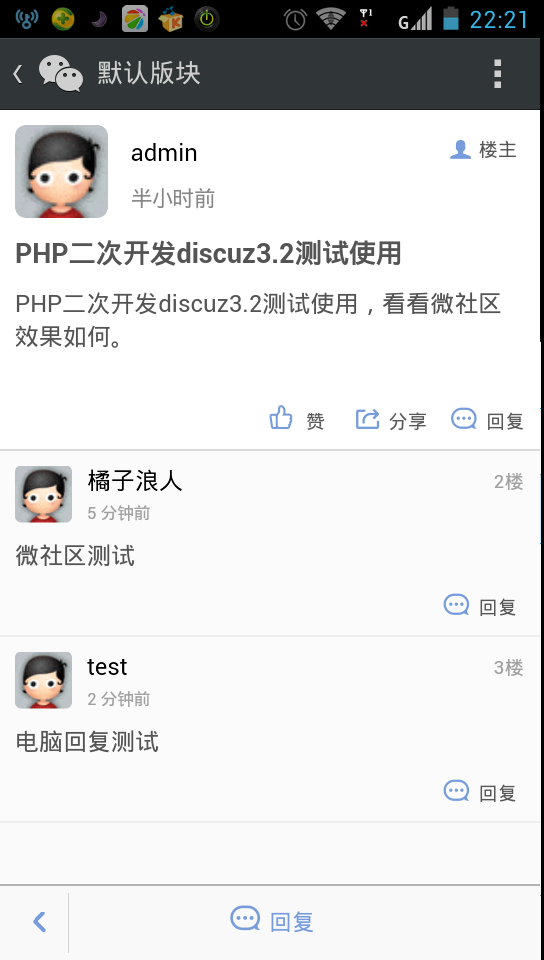 G 22:21
默认版块
admin
楼主
半小时前
PHP二次开发discuz3.2测试使用
PHP二次开发discuz3.2测试使用，看看微社区
效果如何。
赞 分享 回复
橘子浪人 2楼
5 分钟前
微社区测试
回复
test 3楼
2 分钟前
电脑回复测试
回复
回复